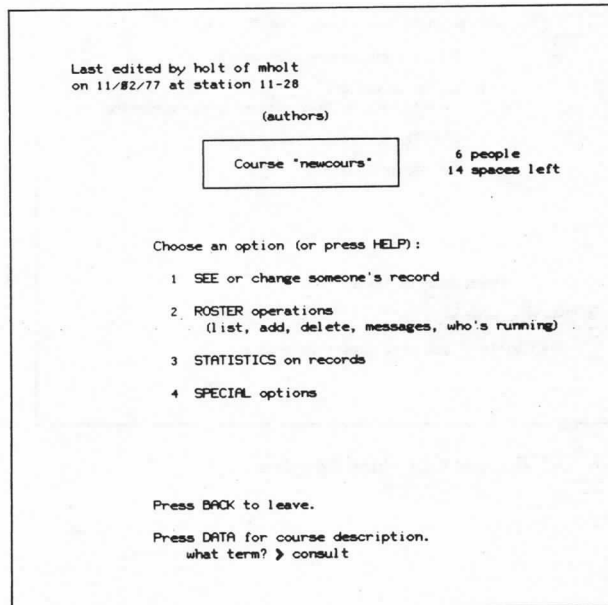 Last edited by holt of mholt
on 11/02/77 at station 11-28
(authors)
Course "newcours"
6 people
14 spaces left
Choose an option (or press HELP):
1 SEE or change someone's record
2 ROSTER operations
(list, add, delete, messages, who's running)
3 STATISTICS on records
4 SPECIAL options
Press BACK to leave.
Press DATA for course description.
what term? > consult